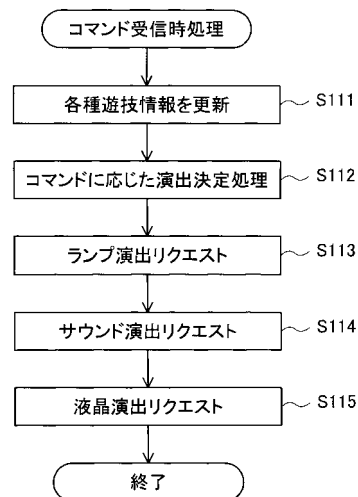 コマンド受信時処理
各種遊技情報を更新 S111
コマンドに応じた演出決定処理 S112
ランプ演出リクエスト S113
サウンド演出リクエスト S114
液晶演出リクエスト S115
終了